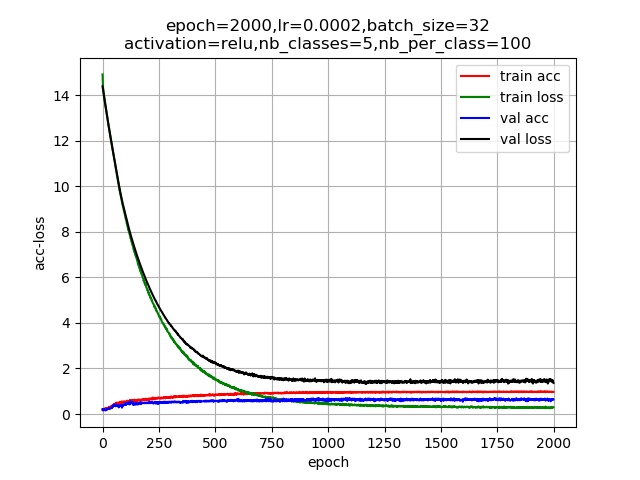 epoch=2000,lr=0.0002,batch_size=32
activation=relu,nb_classes=5,nb_per_class=100
train acc
train loss
val acc
val loss
acc-loss
14
12
10
8
6
4
2
0
0 250 500 750 1000 1250 1500 1750 2000
epoch